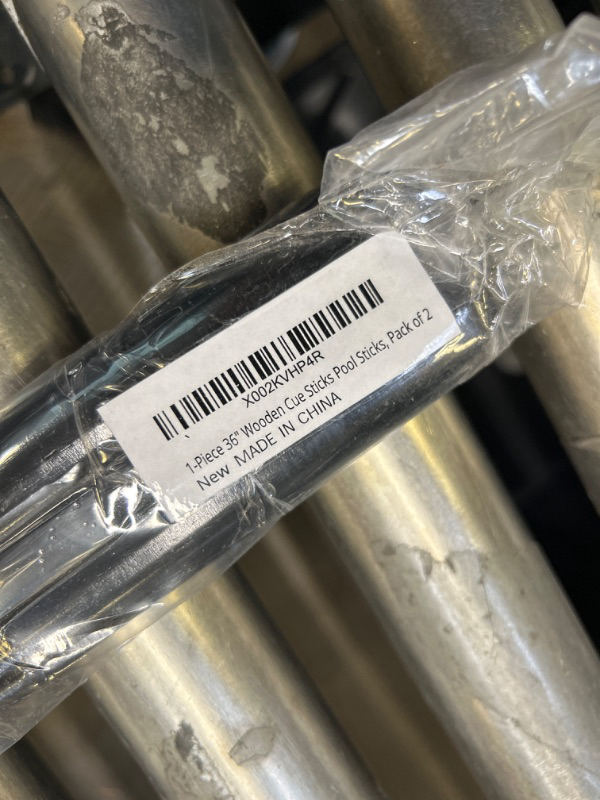 X002KVHP4R
1-Piece 36" Wooden Cue Sticks Pool Sticks, Pack of 2
New MADE IN CHINA